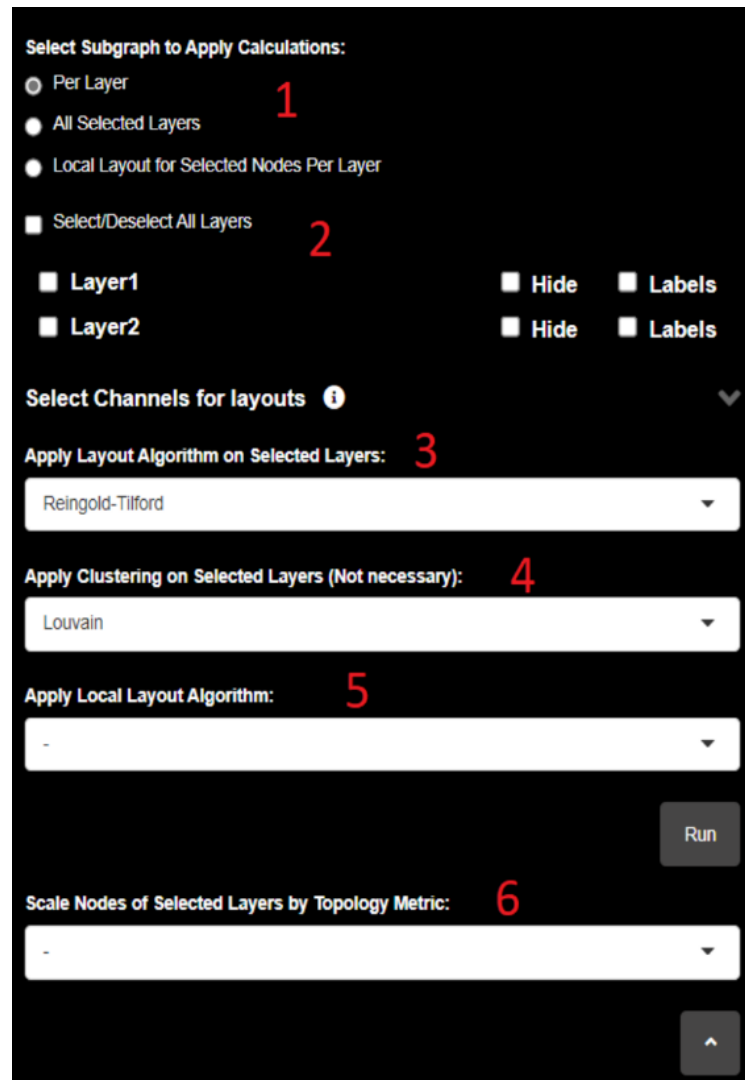 Select Subgraph to Apply Calculations:
Per Layer
1
All Selected Layers
Local Layout for Selected Nodes Per Layer
Select/Deselect All Layers
2
Layer1 Hide Labels
Layer2 Hide Labels
Select Channels for layouts i
Apply Layout Algorithm on Selected Layers: 3
Reingold-Tilford
Apply Clustering on Selected Layers (Not necessary): 4
Louvain
Apply Local Layout Algorithm: 5
-
Run
Scale Nodes of Selected Layers by Topology Metric: 6
-